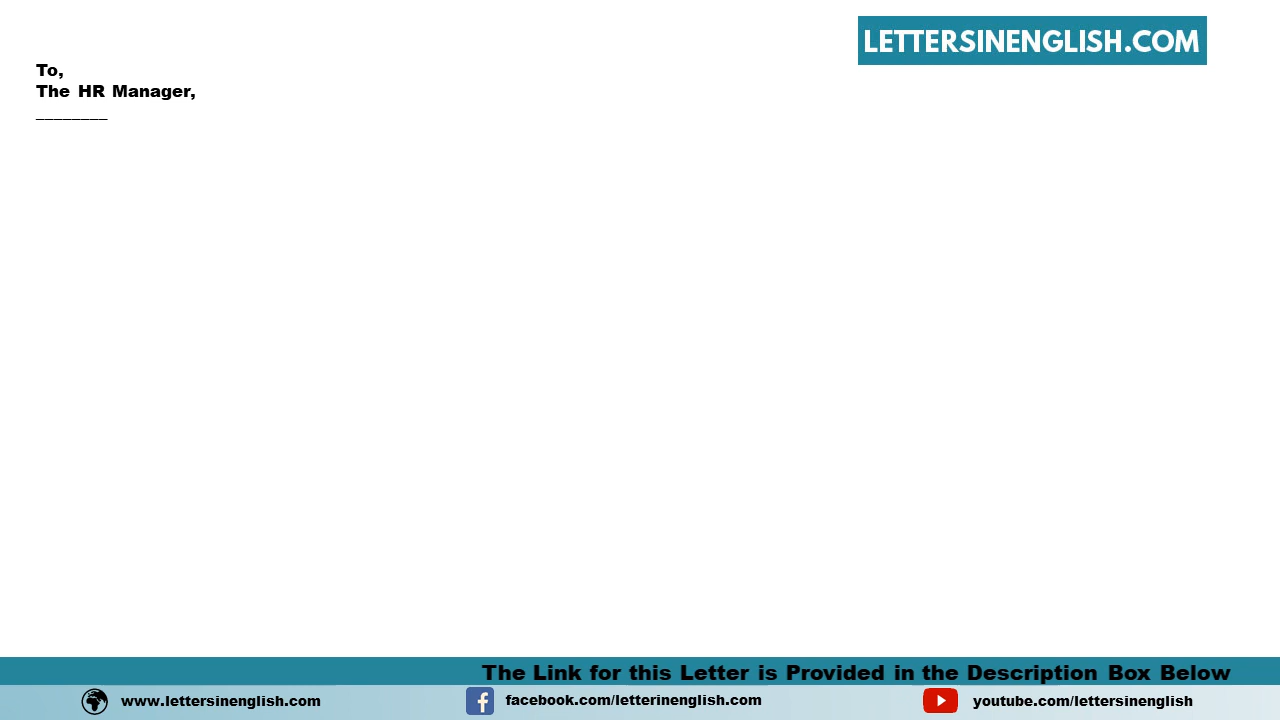 LETTERSINENGLISH.COM
To,
The HR Manager,
________
The Link for this Letter is Provided in the Description Box Below
www.lettersinenglish.com
facebook.com/letterinenglish.com
youtube.com/lettersinenglish